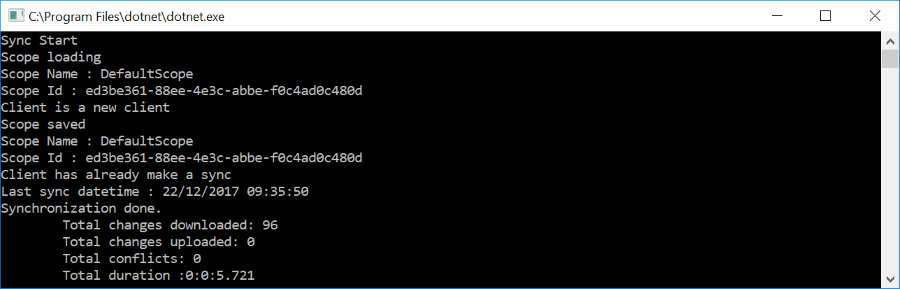 C:\Program Files\dotnet\dotnet.exe
Sync Start
Scope loading
Scope Name : DefaultScope
Scope Id : ed3be361-88ee-4e3c-abbe-f0c4ad0c480d
Client is a new client
Scope saved
Scope Name : DefaultScope
Scope Id : ed3be361-88ee-4e3c-abbe-f0c4ad0c480d
Client has already make a sync
Last sync datetime : 22/12/2017 09:35:50
Synchronization done.
Total changes downloaded: 96
Total changes uploaded: 0
Total conflicts: 0
Total duration :0:0:5.721